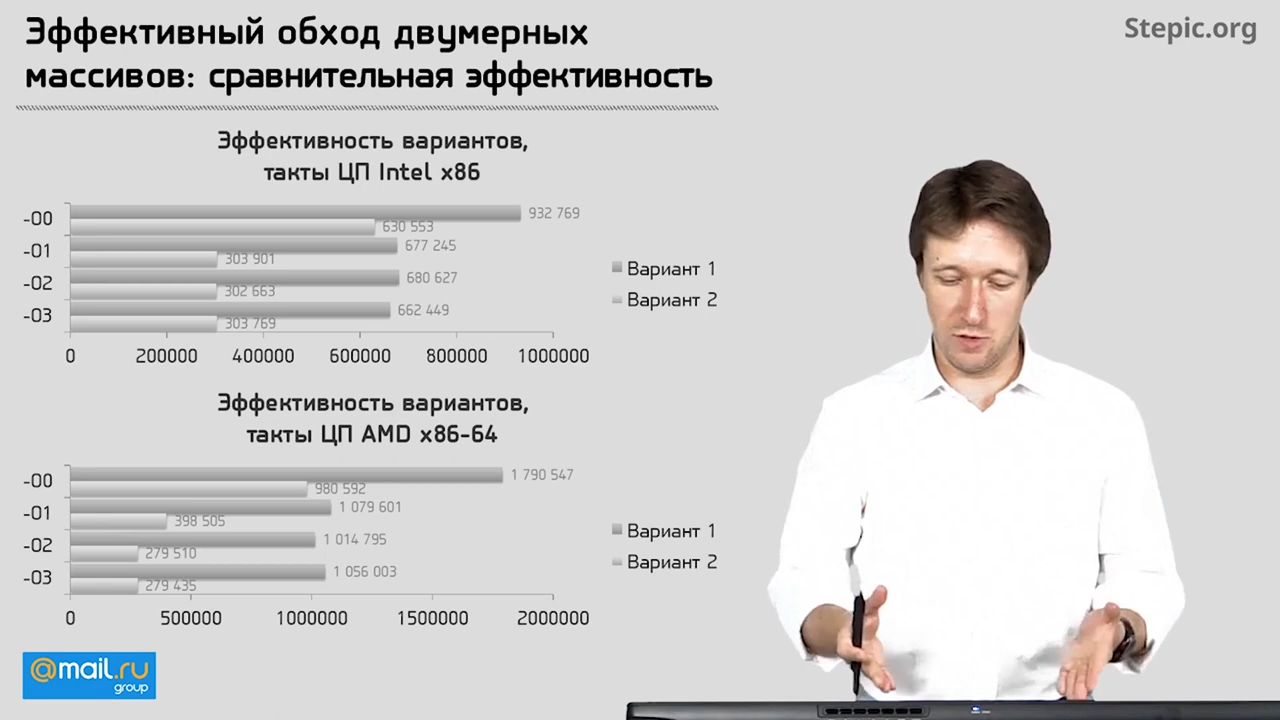 Эффективный обход двумерных
массивов: сравнительная эффективность
Stepic.org
Эффективность вариантов,
такты ЦП Intel x86
-O0
932 769
630 553
-O1
677 245
303 901
-O2
680 627
302 663
-O3
662 449
303 769
0 200000 400000 600000 800000 1000000
Вариант 1
Вариант 2
Эффективность вариантов,
такты ЦП AMD x86-64
-O0
1 790 547
980 592
-O1
1 079 601
398 505
-O2
1 014 795
279 510
-O3
1 056 003
279 435
0 500000 1000000 1500000 2000000
Вариант 1
Вариант 2
@mail.ru
group